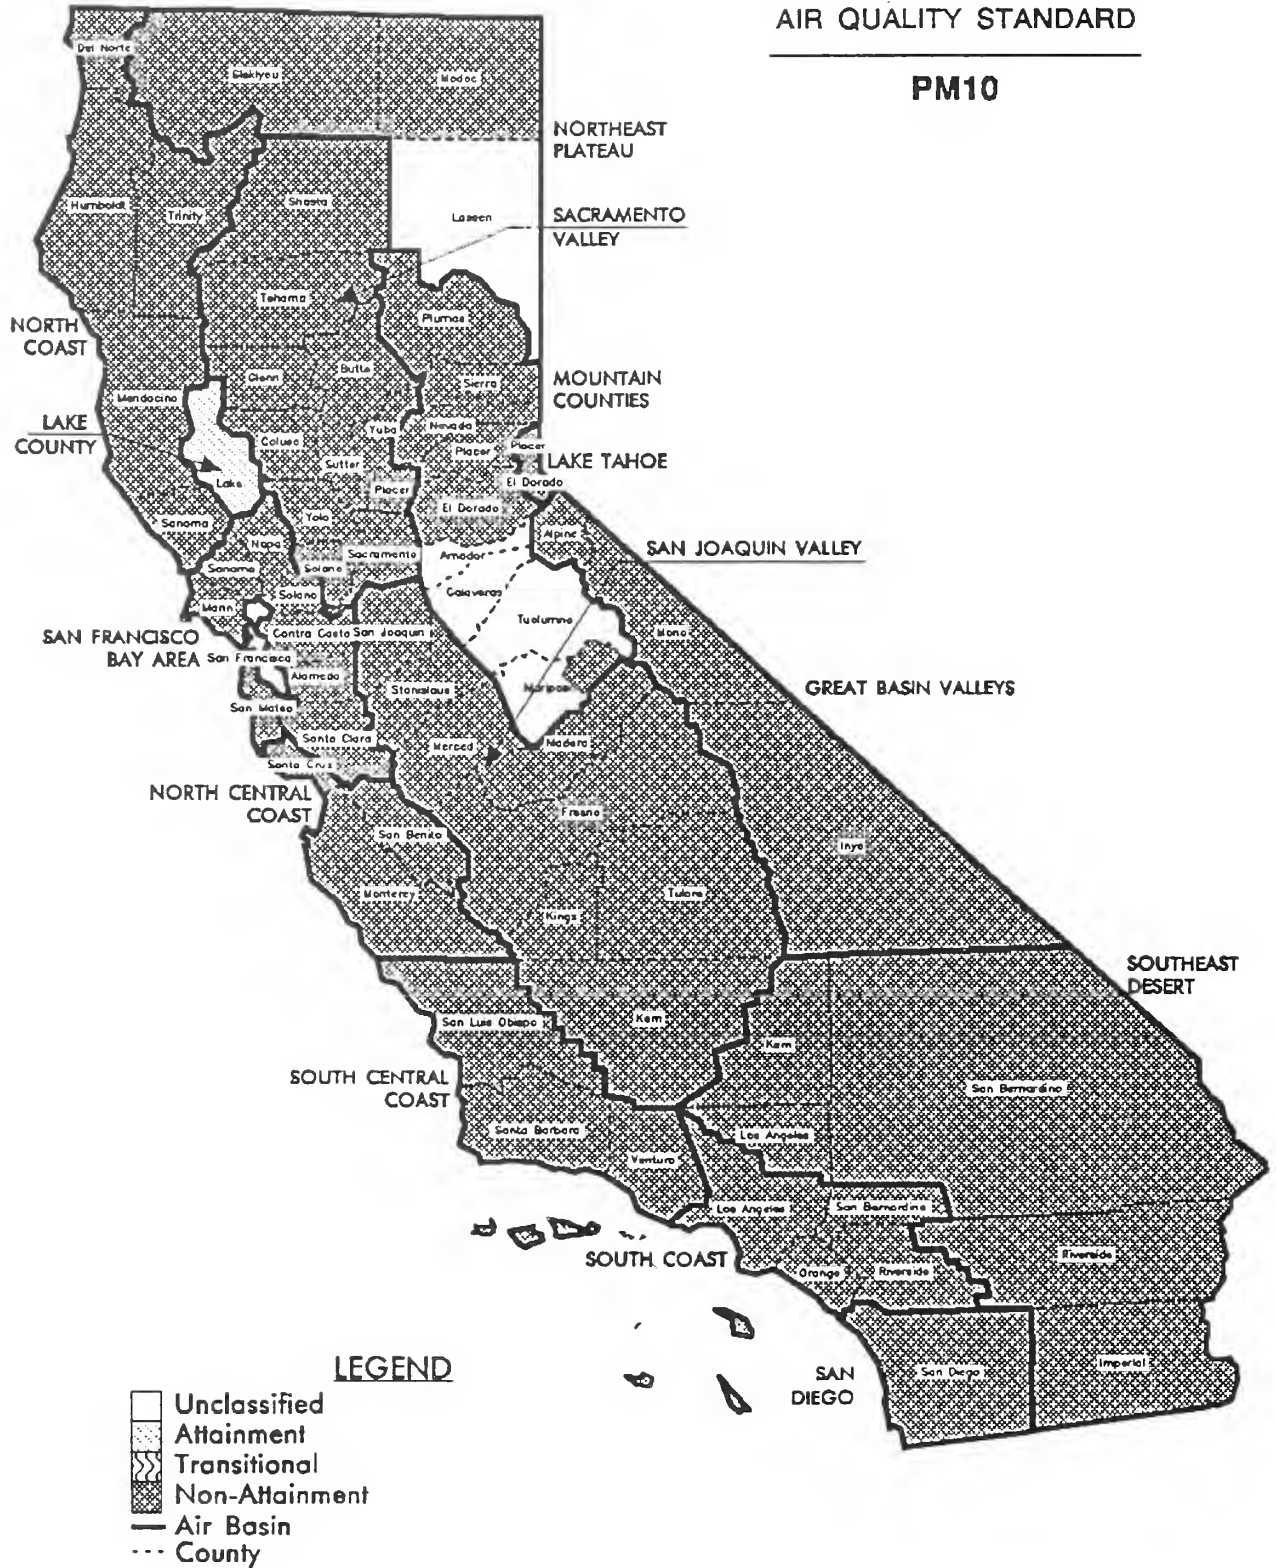 AIR QUALITY STANDARD
PM10
Del Norte
Siskiyou
Modoc
NORTHEAST
PLATEAU
Humboldt
Trinity
Shasta
Lassen
SACRAMENTO
VALLEY
Tehama
Plumas
NORTH
COAST
Glenn
Butte
Sierra
MOUNTAIN
COUNTIES
Mendocino
LAKE
COUNTY
Colusa
Yuba
Nevada
Placer
Placer
LAKE TAHOE
Lake
Sutter
Placer
El Dorado
El Dorado
Sonoma
Yolo
Napa
Sacramento
Amador
Alpine
SAN JOAQUIN VALLEY
Sonoma
Solano
Solano
Calaveras
Marin
Tuolumne
Mono
SAN FRANCISCO
BAY AREA
Contra Costa
San Joaquin
San Francisco
Alameda
Stanislaus
Mariposa
GREAT BASIN VALLEYS
San Mateo
Santa Clara
Merced
Madera
Santa Cruz
NORTH CENTRAL
COAST
Fresno
San Benito
Inyo
Monterey
Kings
Tulare
SOUTHEAST
DESERT
San Luis Obispo
Kern
Kern
SOUTH CENTRAL
COAST
San Bernardino
Santa Barbara
Los Angeles
Ventura
Los Angeles
San Bernardino
SOUTH COAST
Orange
Riverside
Riverside
SAN
DIEGO
San Diego
Imperial
LEGEND
Unclassified
Attainment
Transitional
Non-Attainment
Air Basin
County